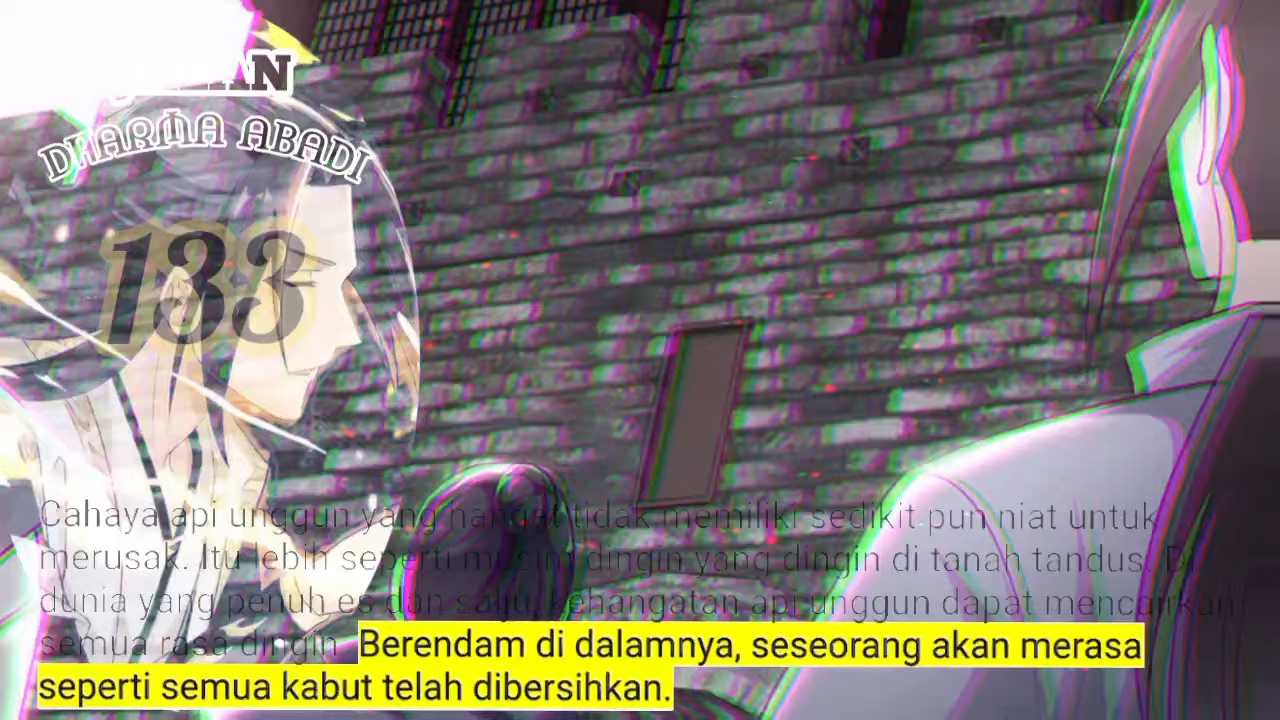 DHARMA ABADI
133
Cahaya api unggun yang hangat tidak memiliki sedikit pun niat untuk
merusak. Itu lebih seperti musim dingin yang dingin di tanah tandus. Di
dunia yang penuh es dan salju, kehangatan api unggun dapat mencairkan
semua rasa dingin. Berendam di dalamnya, seseorang akan merasa
seperti semua kabut telah dibersihkan.